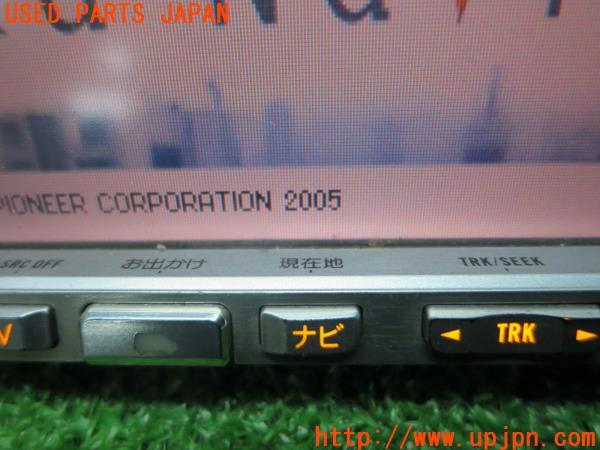 USED PARTS JAPAN
PIONEER CORPORATION 2005
SRC OFF お出かけ 現在地 TRK/SEEK
V ナビ ◄ TRK ►
http://www.upjpn.com